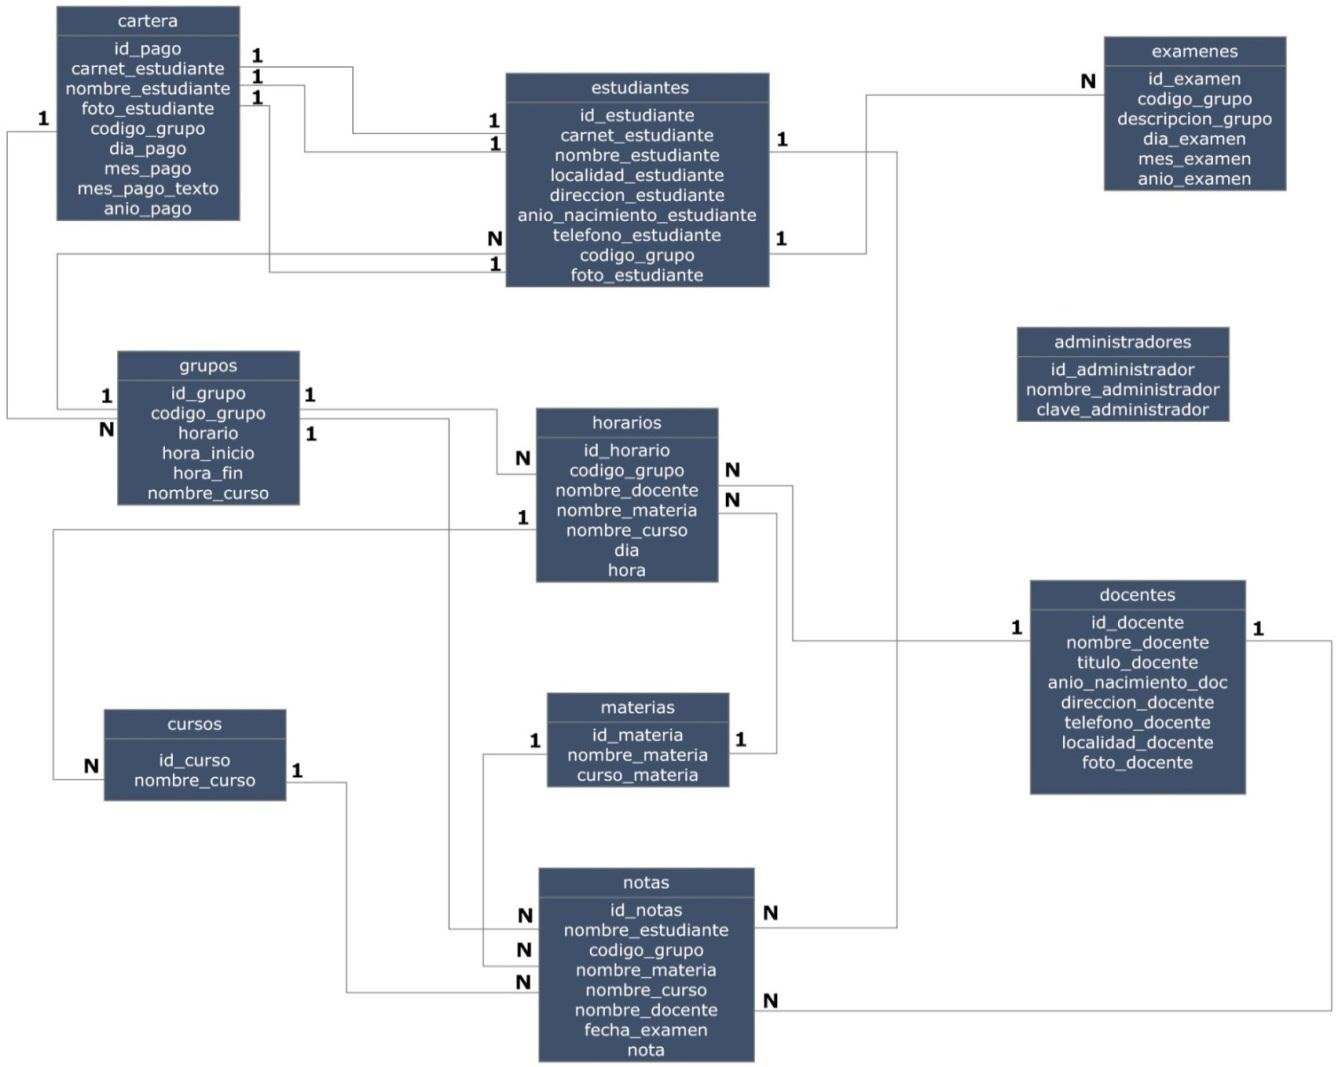 cartera
id_pago
carnet_estudiante
nombre_estudiante
foto_estudiante
codigo_grupo
dia_pago
mes_pago
mes_pago_texto
anio_pago
1
1
1
1
estudiantes
id_estudiante
carnet_estudiante
nombre_estudiante
localidad_estudiante
direccion_estudiante
anio_nacimiento_estudiante
telefono_estudiante
codigo_grupo
foto_estudiante
1
1
N
1
1
1
examenes
id_examen
codigo_grupo
descripcion_grupo
dia_examen
mes_examen
anio_examen
N
administradores
id_administrador
nombre_administrador
clave_administrador
grupos
id_grupo
codigo_grupo
horario
hora_inicio
hora_fin
nombre_curso
1
N
1
1
horarios
id_horario
codigo_grupo
nombre_docente
nombre_materia
nombre_curso
dia
hora
N
1
N
N
docentes
id_docente
nombre_docente
titulo_docente
anio_nacimiento_doc
direccion_docente
telefono_docente
localidad_docente
foto_docente
1
1
cursos
id_curso
nombre_curso
N
1
materias
id_materia
nombre_materia
curso_materia
1
1
notas
id_notas
nombre_estudiante
codigo_grupo
nombre_materia
nombre_curso
nombre_docente
fecha_examen
nota
N
N
N
N
N